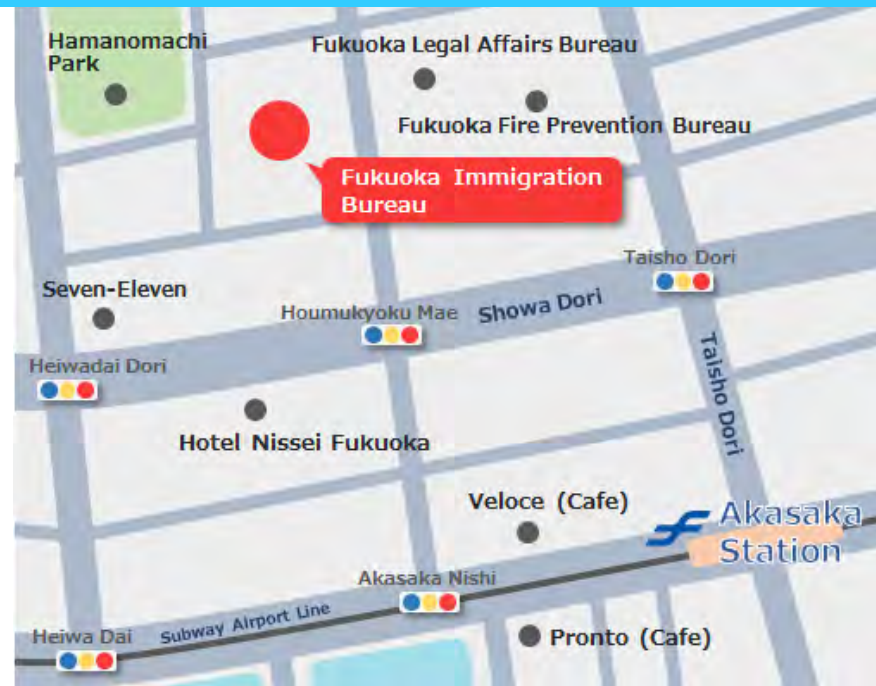 Hamanomachi
Park
Fukuoka Legal Affairs Bureau
Fukuoka Fire Prevention Bureau
Fukuoka Immigration
Bureau
Taisho Dori
Seven-Eleven
Houmukyoku Mae
Showa Dori
Heiwadai Dori
Taisho Dori
Hotel Nissei Fukuoka
Veloce (Cafe)
Akasaka
Station
Akasaka Nishi
Subway Airport Line
Heiwa Dai
Pronto (Cafe)